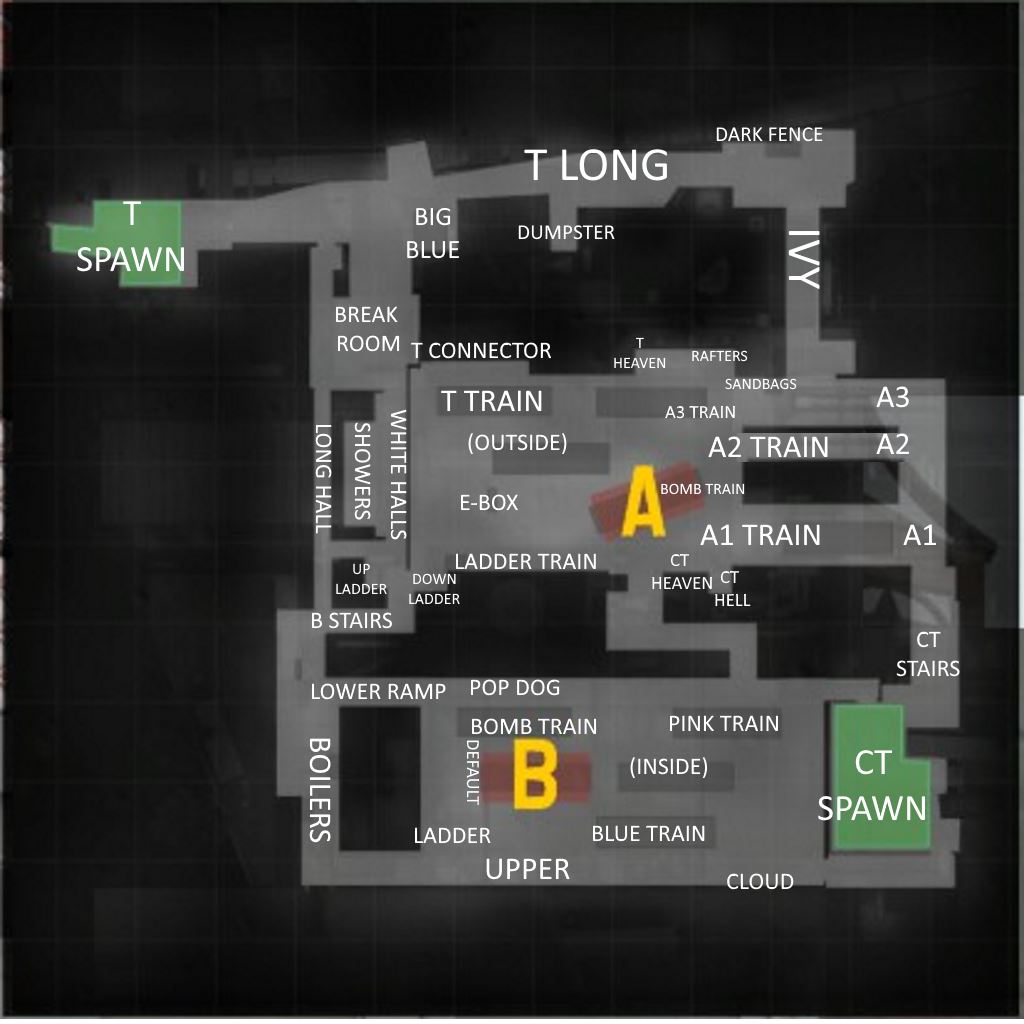 DARK FENCE
T LONG
T
SPAWN
BIG
BLUE
DUMPSTER
IVY
BREAK
ROOM
T CONNECTOR
T
HEAVEN
RAFTERS
SANDBAGS
T TRAIN
A3 TRAIN
A3
(OUTSIDE)
A2 TRAIN
A2
LONG HALL
SHOWERS
WHITE HALLS
E-BOX
A
BOMB TRAIN
A1 TRAIN
A1
LADDER TRAIN
UP
LADDER
DOWN
LADDER
CT
HEAVEN
CT
HELL
B STAIRS
CT
STAIRS
LOWER RAMP
POP DOG
BOMB TRAIN
PINK TRAIN
BOILERS
DEFAULT
B
(INSIDE)
CT
SPAWN
LADDER
BLUE TRAIN
UPPER
CLOUD